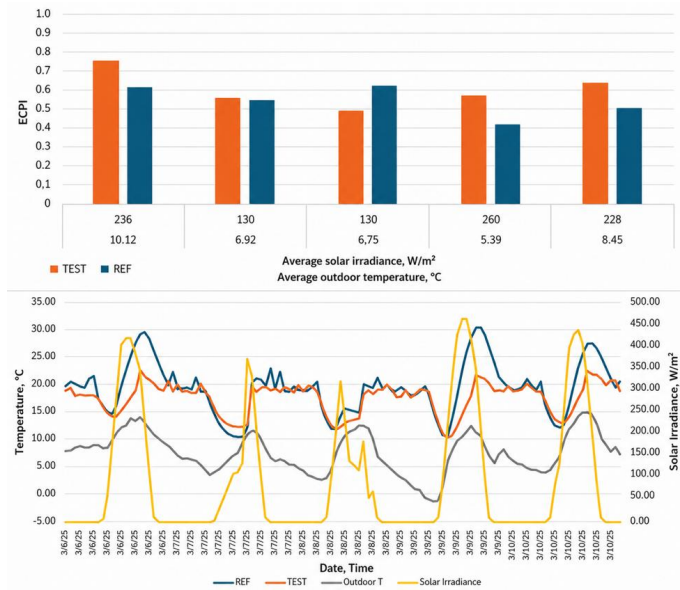 1.0
0.9
0.8
0.7
0.6
0.5
0.4
0.3
0.2
0,1
0
ECPI
236 130 130 260 228
10.12 6.92 6,75 5.39 8.45
Average solar irradiance, W/m²
Average outdoor temperature, °C
TEST REF
35.00 500.00
450.00
30.00
400.00
25.00
350.00
20.00
300.00
15.00
250.00
10.00
200.00
5.00
150.00
100.00
0.00
50.00
-5.00 0.00
Temperature, °C
Solar Irradiance, W/m²
3/6/25 3/6/25 3/6/25 3/6/25 3/6/25 3/6/25 3/6/25 3/6/25 3/7/25 3/7/25 3/7/25 3/7/25 3/7/25 3/7/25 3/7/25 3/7/25 3/8/25 3/8/25 3/8/25 3/8/25 3/8/25 3/8/25 3/8/25 3/8/25 3/9/25 3/9/25 3/9/25 3/9/25 3/9/25 3/9/25 3/9/25 3/9/25 3/10/25 3/10/25 3/10/25 3/10/25 3/10/25 3/10/25 3/10/25
Date, Time
REF TEST Outdoor T Solar Irradiance